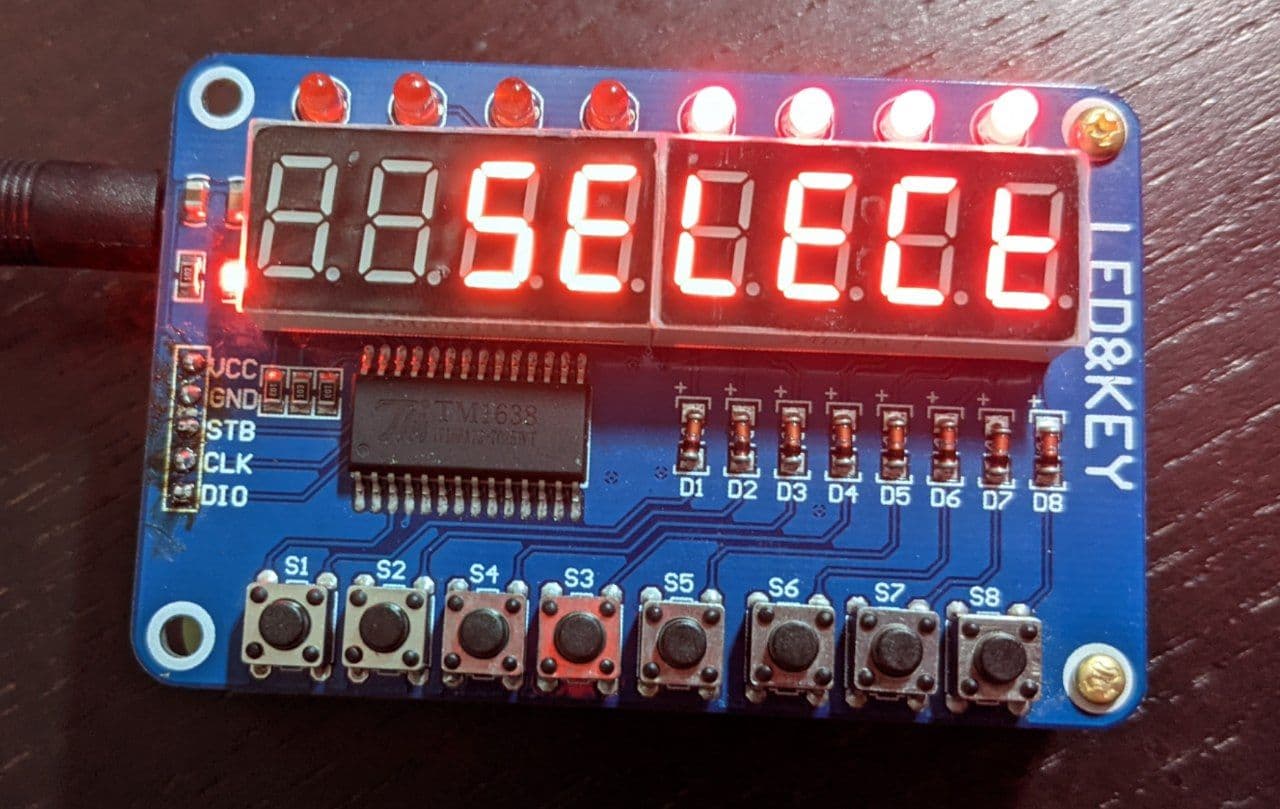 SELECt
LED&KEY
VCC
GND
STB
CLK
DIO
TM1638
D1 D2 D3 D4 D5 D6 D7 D8
S1 S2 S4 S3 S5 S6 S7 S8